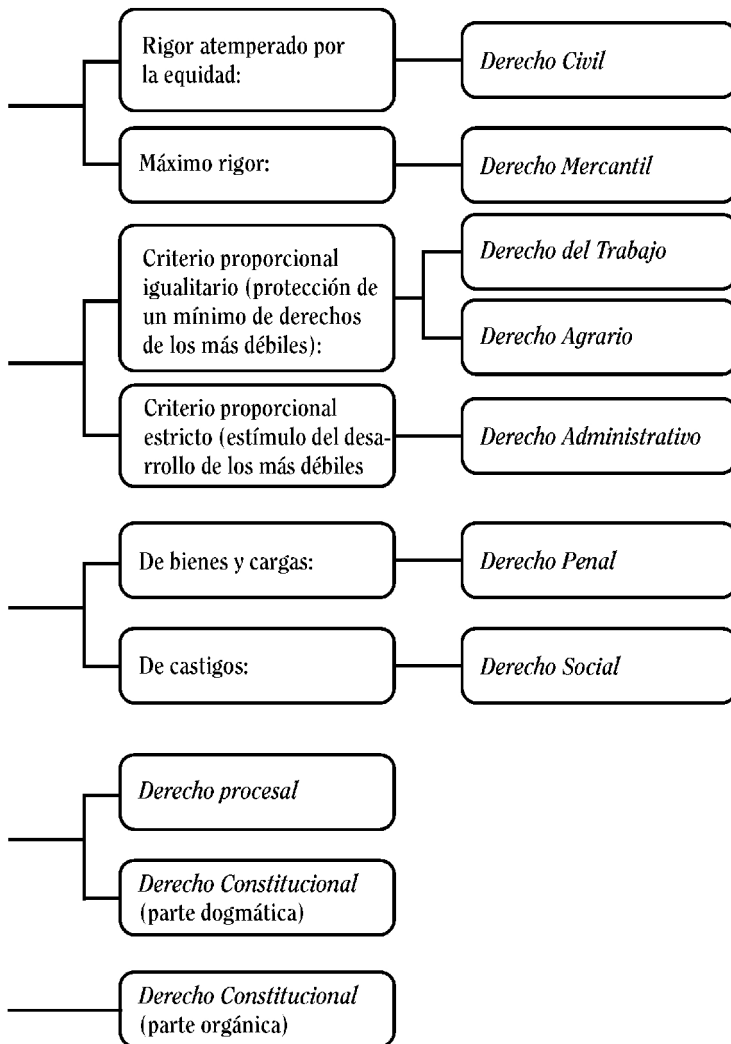 Rigor atemperado por
la equidad:
Derecho Civil
Máximo rigor:
Derecho Mercantil
Criterio proporcional
igualitario (protección de
un mínimo de derechos
de los más débiles):
Derecho del Trabajo
Derecho Agrario
Criterio proporcional
estricto (estímulo del desa-
rrollo de los más débiles
Derecho Administrativo
De bienes y cargas:
Derecho Penal
De castigos:
Derecho Social
Derecho procesal
Derecho Constitucional
(parte dogmática)
Derecho Constitucional
(parte orgánica)